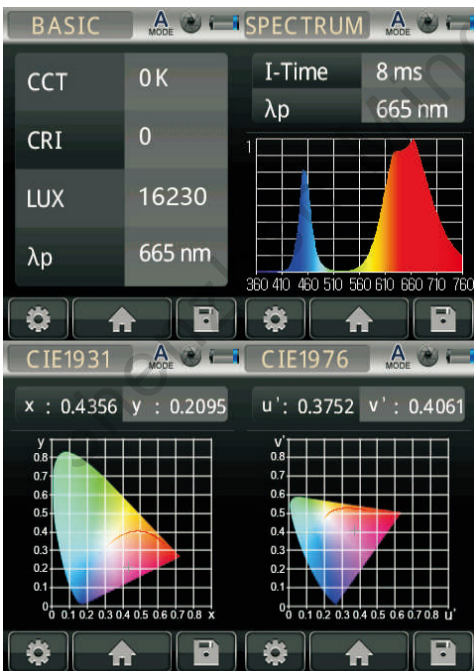 BASIC
A
MODE
CCT 0 K
CRI 0
LUX 16230
λp 665 nm
SPECTRUM
A
MODE
I-Time 8 ms
λp 665 nm
1
360 410 460 510 560 610 660 710 760
CIE1931
A
MODE
x : 0.4356 y : 0.2095
y
0.8
0.7
0.6
0.5
0.4
0.3
0.2
0.1
0
0 0.1 0.2 0.3 0.4 0.5 0.6 0.7 0.8 x
CIE1976
A
MODE
u': 0.3752 v' : 0.4061
v'
0.8
0.7
0.6
0.5
0.4
0.3
0.2
0.1
0
0 0.1 0.2 0.3 0.4 0.5 0.6 0.7 0.8 u'